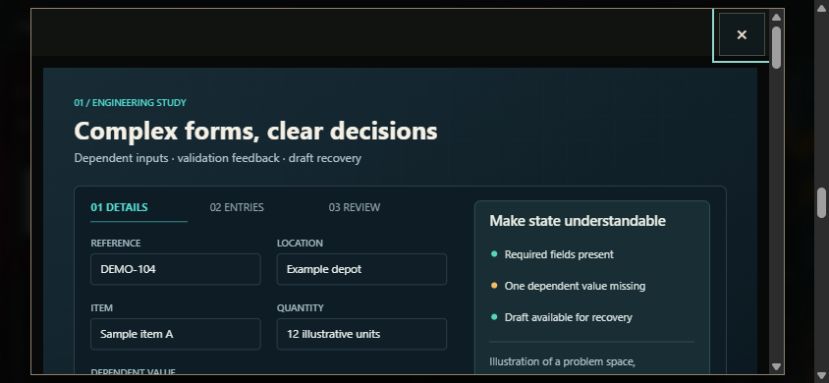 ×
01 / ENGINEERING STUDY
Complex forms, clear decisions
Dependent inputs · validation feedback · draft recovery
01 DETAILS
02 ENTRIES
03 REVIEW
REFERENCE
LOCATION
DEMO-104
Example depot
ITEM
QUANTITY
Sample item A
12 illustrative units
DEPENDENT VALUE
Make state understandable
Required fields present
One dependent value missing
Draft available for recovery
Illustration of a problem space,